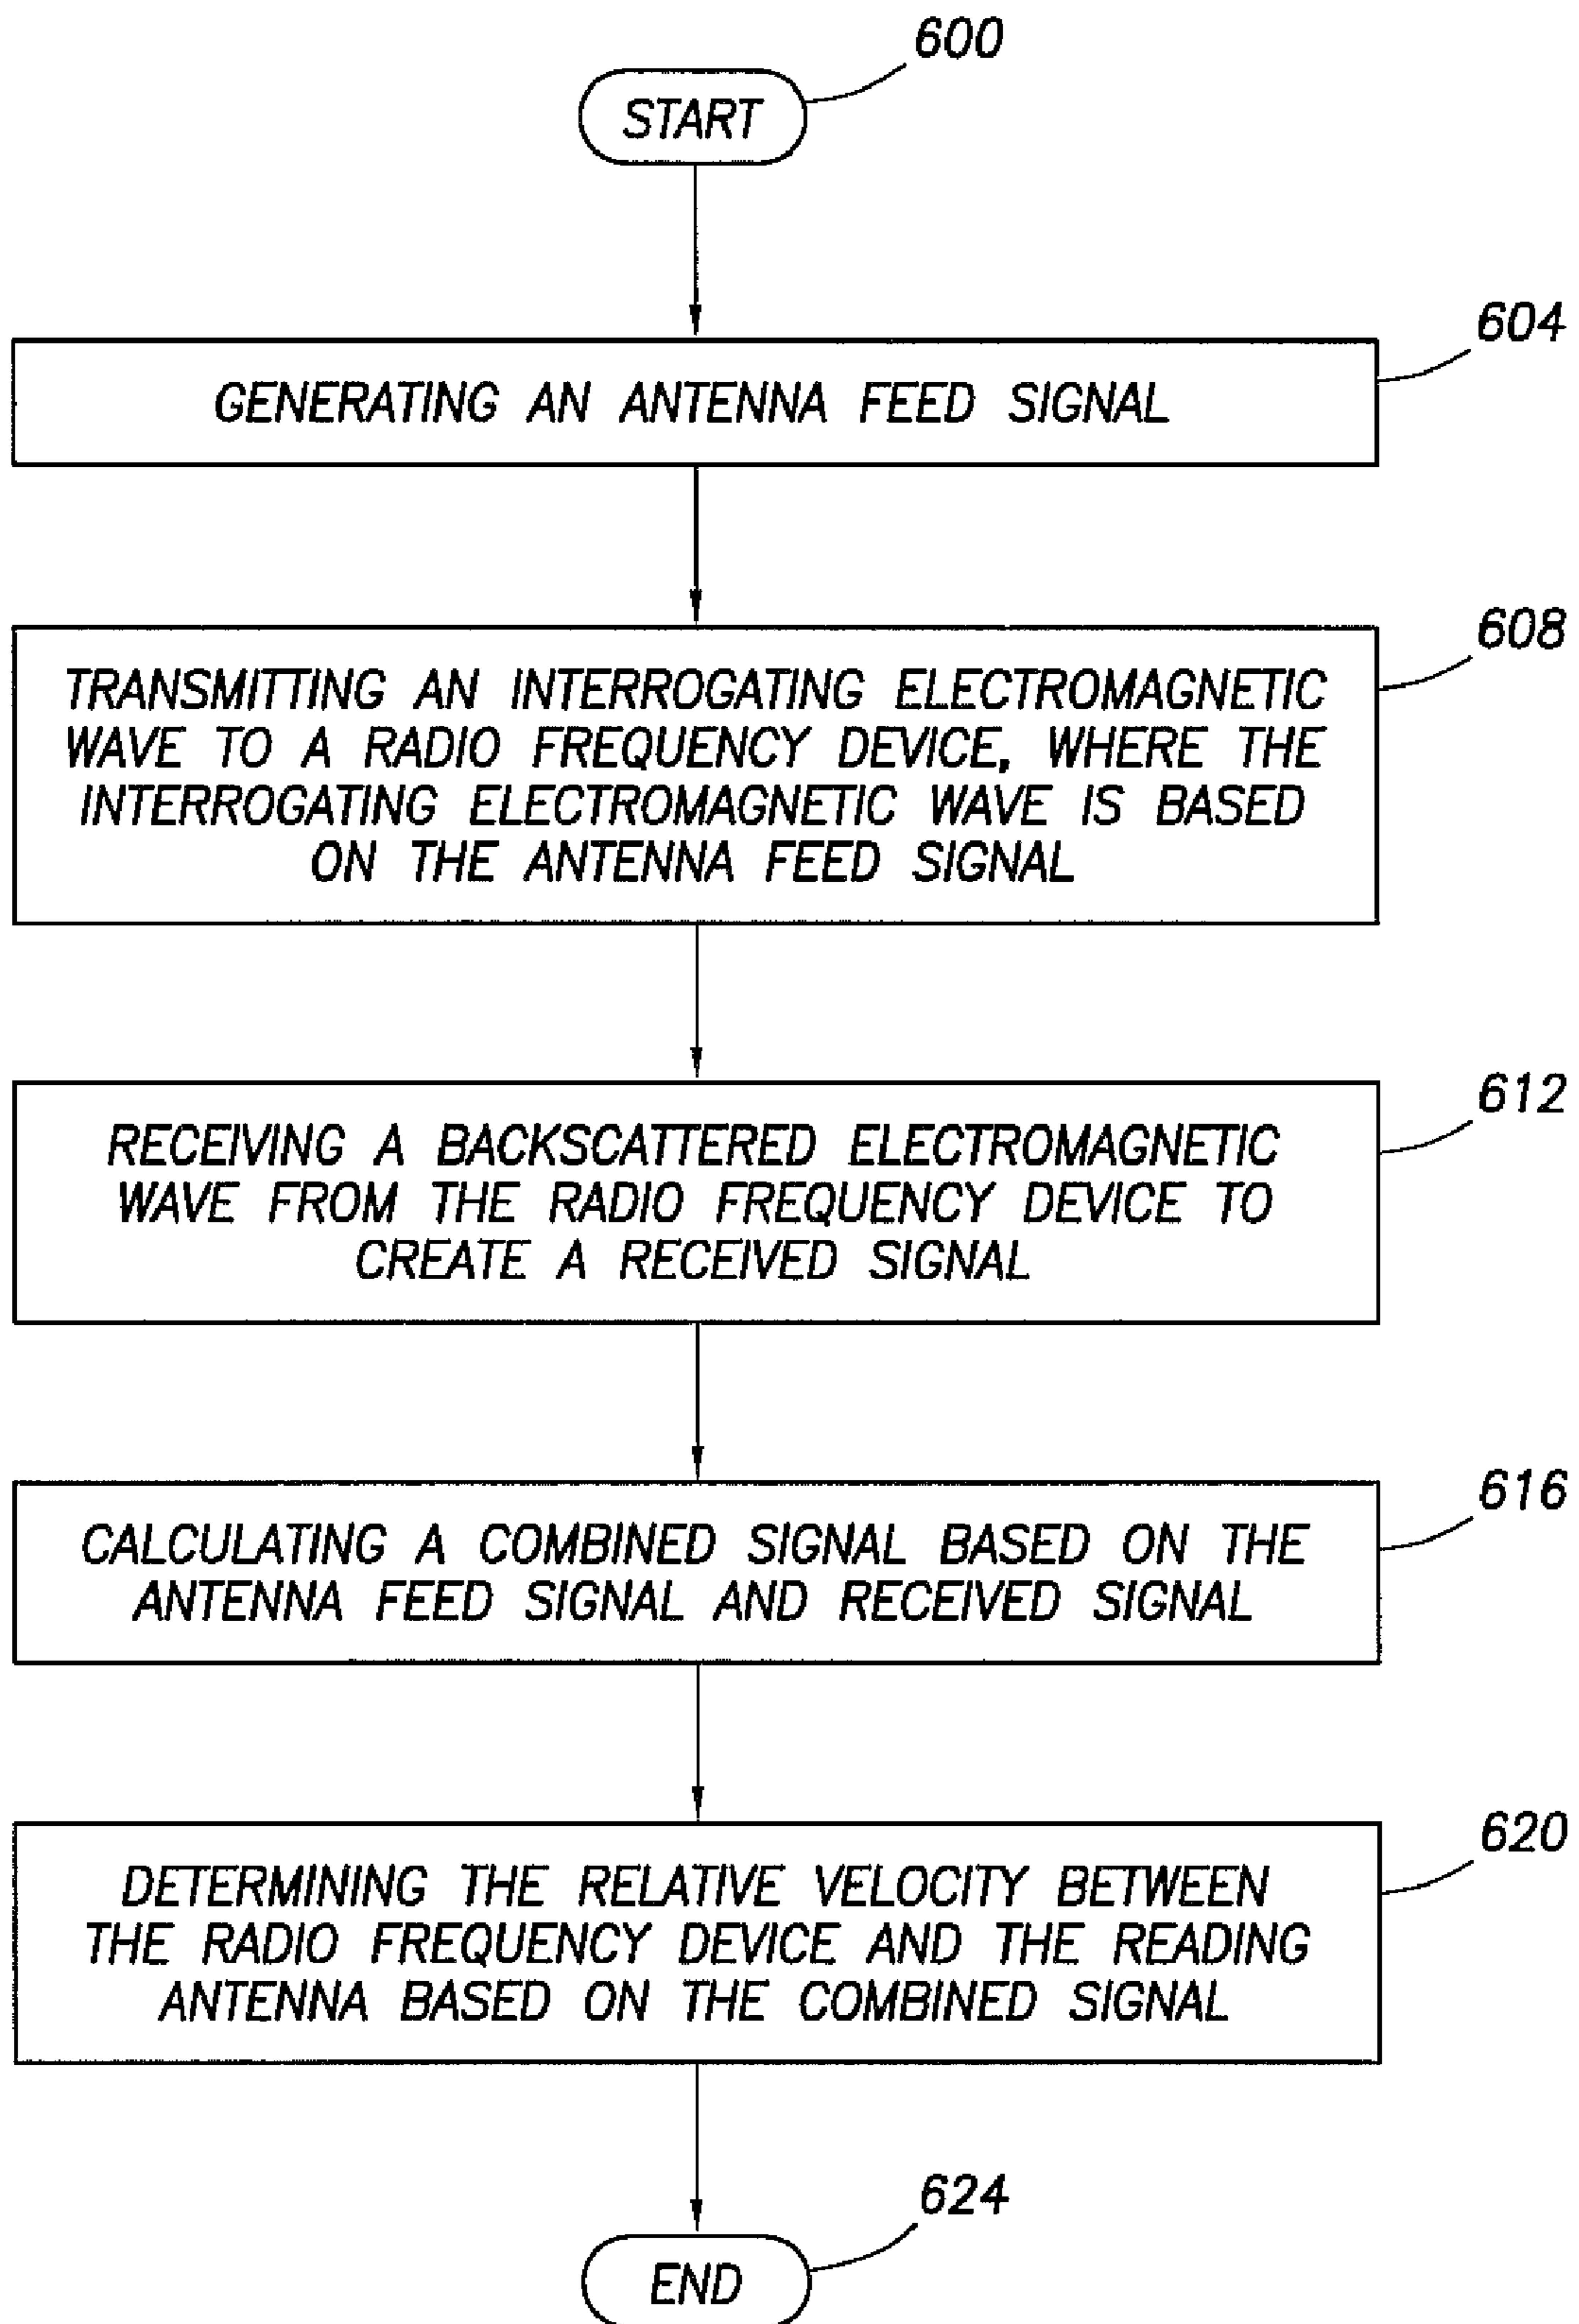 600
START
604
GENERATING AN ANTENNA FEED SIGNAL
608
TRANSMITTING AN INTERROGATING ELECTROMAGNETIC
WAVE TO A RADIO FREQUENCY DEVICE, WHERE THE
INTERROGATING ELECTROMAGNETIC WAVE IS BASED
ON THE ANTENNA FEED SIGNAL
612
RECEIVING A BACKSCATTERED ELECTROMAGNETIC
WAVE FROM THE RADIO FREQUENCY DEVICE TO
CREATE A RECEIVED SIGNAL
616
CALCULATING A COMBINED SIGNAL BASED ON THE
ANTENNA FEED SIGNAL AND RECEIVED SIGNAL
620
DETERMINING THE RELATIVE VELOCITY BETWEEN
THE RADIO FREQUENCY DEVICE AND THE READING
ANTENNA BASED ON THE COMBINED SIGNAL
624
END